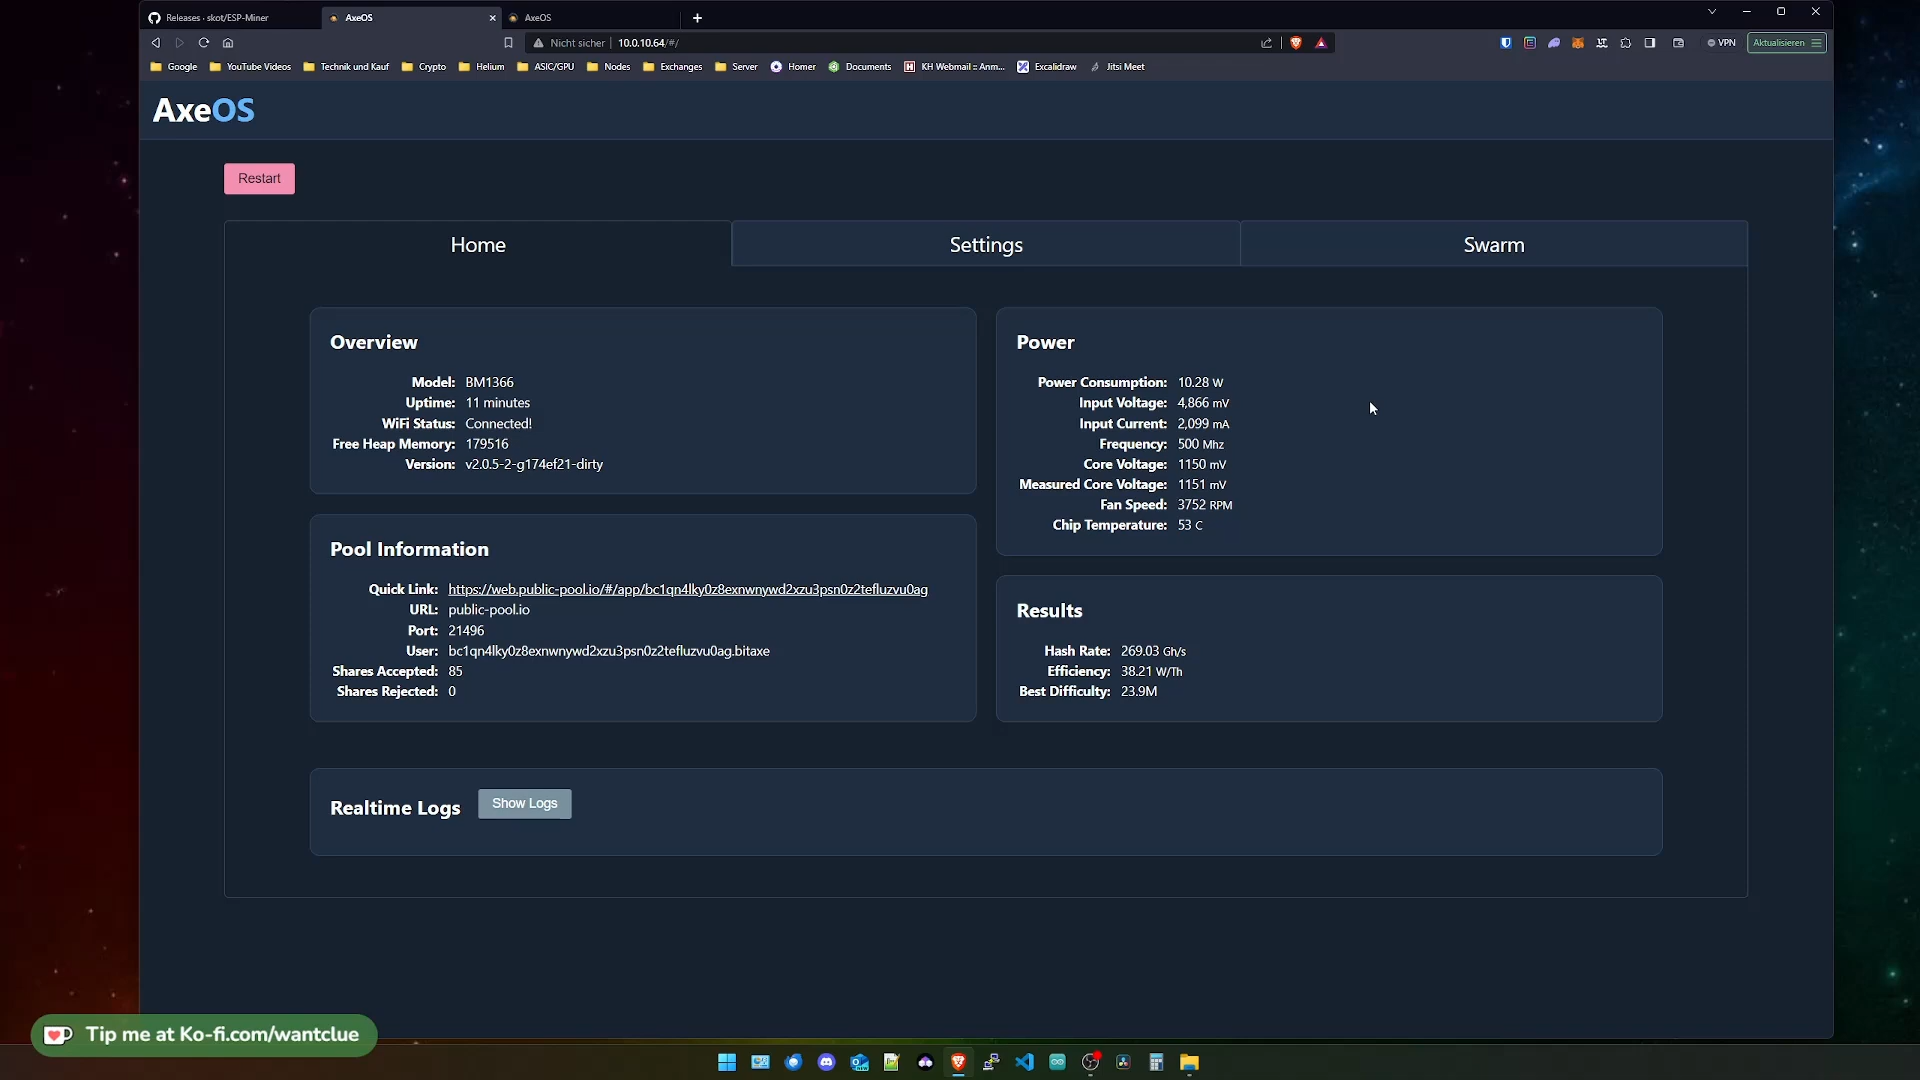 Releases · skot/ESP-Miner
AxeOS
AxeOS
Nicht sicher
10.0.10.64/#/
VPN
Aktualisieren
Google
YouTube Videos
Technik und Kauf
Crypto
Helium
ASIC/GPU
Nodes
Exchanges
Server
Homer
Documents
KH Webmail :: Anm...
Excalidraw
Jitsi Meet
AxeOS
Restart
Home
Settings
Swarm
Overview
Model: BM1366
Uptime: 11 minutes
WiFi Status: Connected!
Free Heap Memory: 179516
Version: v2.0.5-2-g174ef21-dirty
Power
Power Consumption: 10.28 W
Input Voltage: 4,866 mV
Input Current: 2,099 mA
Frequency: 500 Mhz
Core Voltage: 1150 mV
Measured Core Voltage: 1151 mV
Fan Speed: 3752 RPM
Chip Temperature: 53 C
Pool Information
Quick Link: https://web.public-pool.io/#/app/bc1qn4lky0z8exnwnywd2xzu3psn0z2tefluzvu0ag
URL: public-pool.io
Port: 21496
User: bc1qn4lky0z8exnwnywd2xzu3psn0z2tefluzvu0ag.bitaxe
Shares Accepted: 85
Shares Rejected: 0
Results
Hash Rate: 269.03 Gh/s
Efficiency: 38.21 W/Th
Best Difficulty: 23.9M
Realtime Logs
Show Logs
Tip me at Ko-fi.com/wantclue